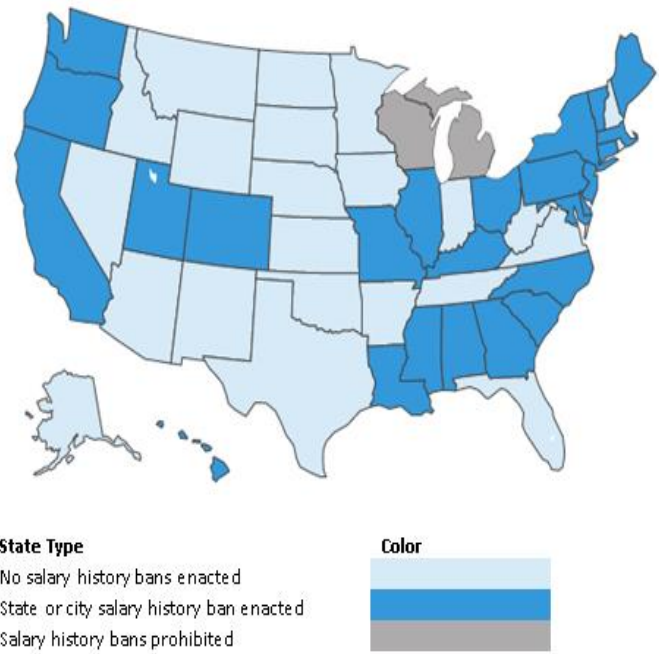 State Type Color
No salary history bans enacted
State or city salary history ban enacted
Salary history bans prohibited